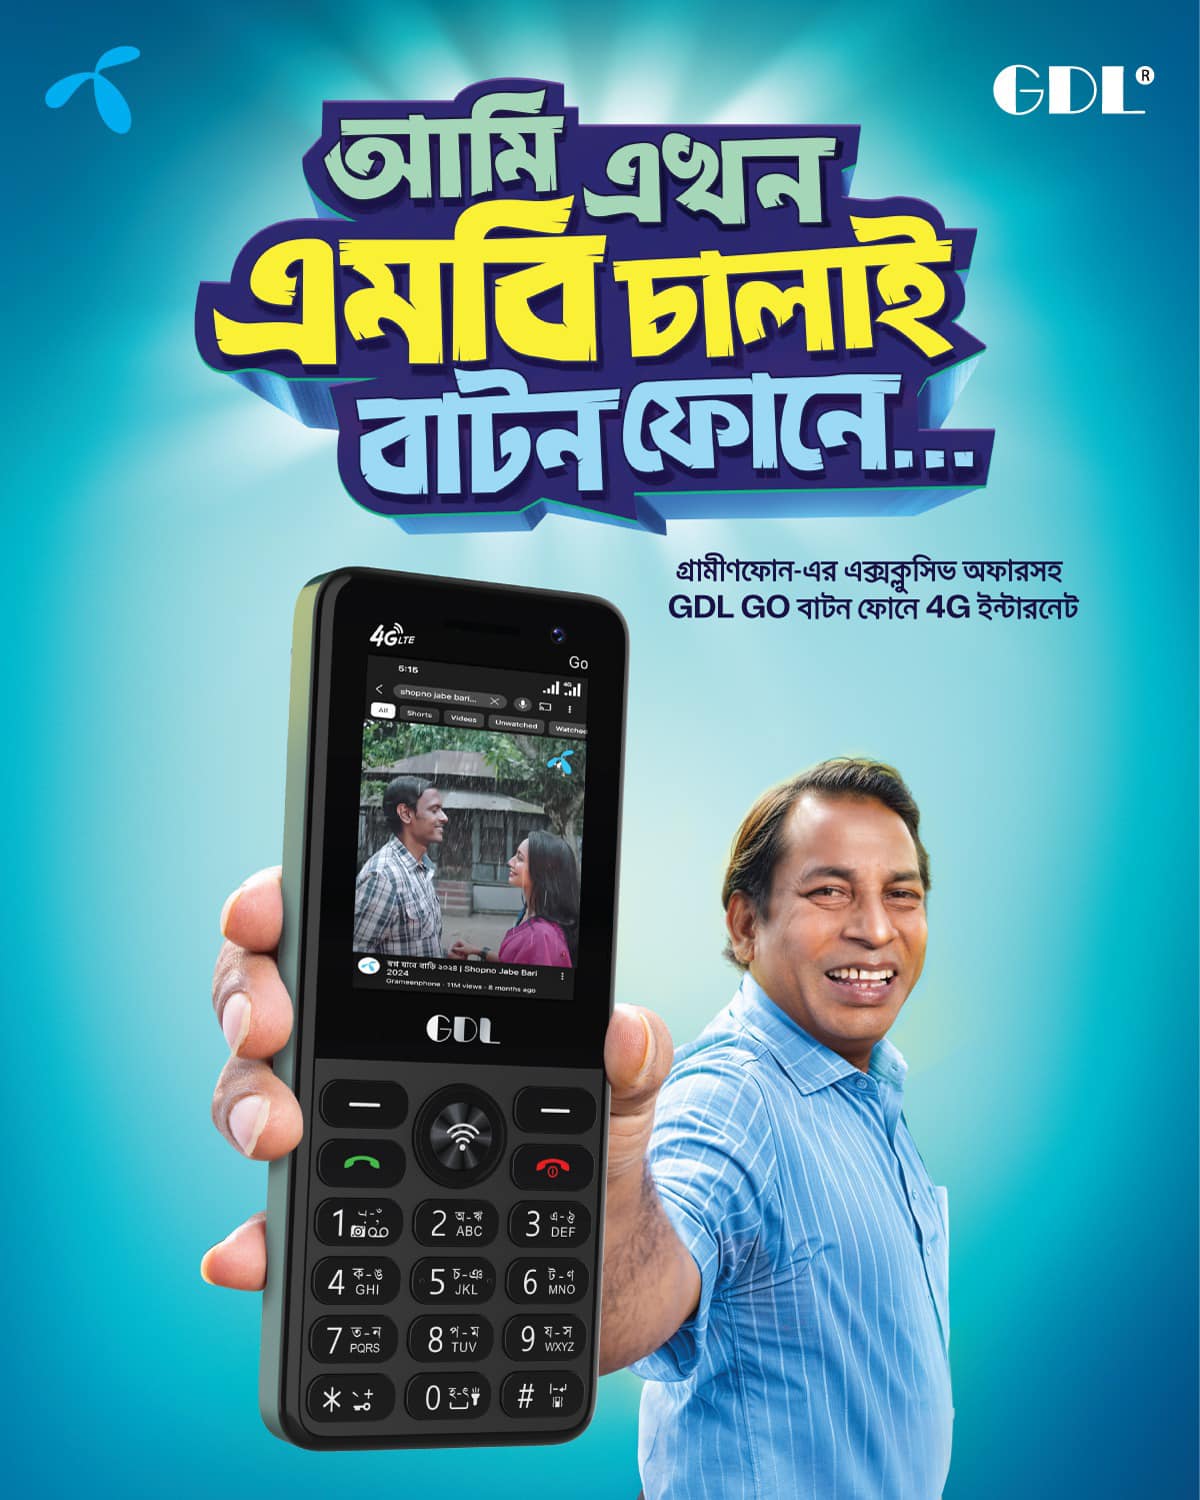 GDL®
আমি এখন
এমবি চালাই
বাটন ফোনে...
গ্রামীণফোন-এর এক্সক্লুসিভ অফারসহ
GDL GO বাটন ফোনে 4G ইন্টারনেট
4G LTE
Go
5:15
4G
shopno jabe bari...
All Shorts Videos Unwatched Watched
স্বপ্ন যাবে বাড়ি ২০২৪ | Shopno Jabe Bari
2024
Grameenphone · 11M views · 8 months ago
GDL
1
2 অ-ঋ ABC
3 এ-ঔ DEF
4 ক-ঙ GHI
5 চ-ঞ JKL
6 ট-ণ MNO
7 ত-ন PQRS
8 প-ম TUV
9 য-স WXYZ
* +
0 হ-ৎ
#